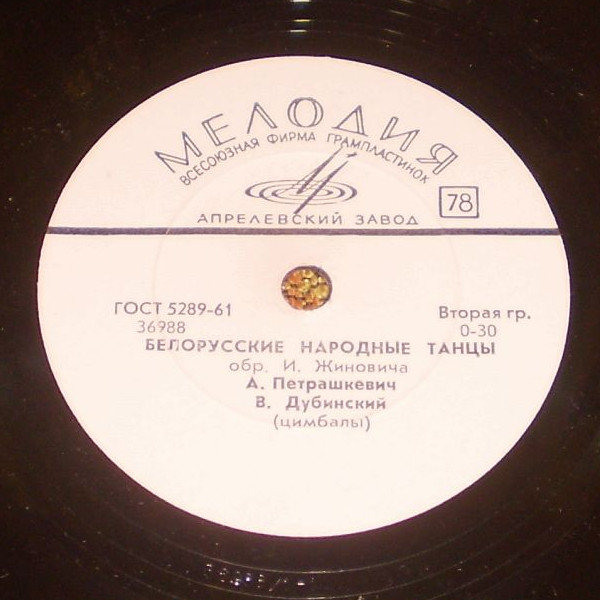 МЕЛОДИЯ
ВСЕСОЮЗНАЯ ФИРМА ГРАМПЛАСТИНОК
78
АПРЕЛЕВСКИЙ ЗАВОД
ГОСТ 5289-61
Вторая гр.
36988
0-30
БЕЛОРУССКИЕ НАРОДНЫЕ ТАНЦЫ
обр. И. Жиновича
А. Петрашкевич
В. Дубинский
(цимбалы)